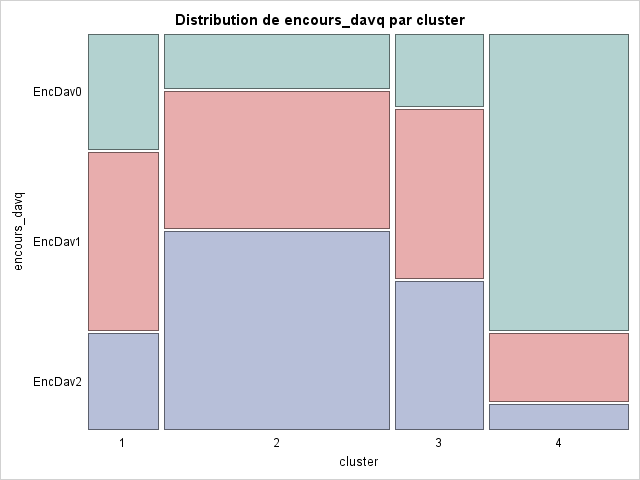 Distribution de encours_davq par cluster
encours_davq
EncDav0
EncDav1
EncDav2
1 2 3 4
cluster